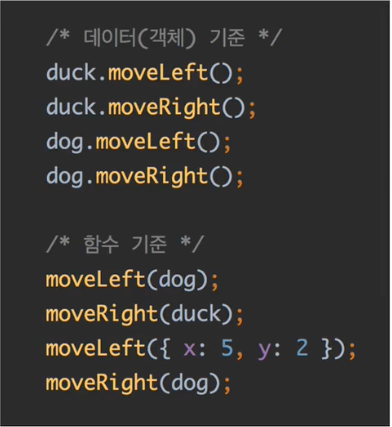 /* 데이터(객체) 기준 */
duck.moveLeft();
duck.moveRight();
dog.moveLeft();
dog.moveRight();
/* 함수 기준 */
moveLeft(dog);
moveRight(duck);
moveLeft({ x: 5, y: 2 });
moveRight(dog);